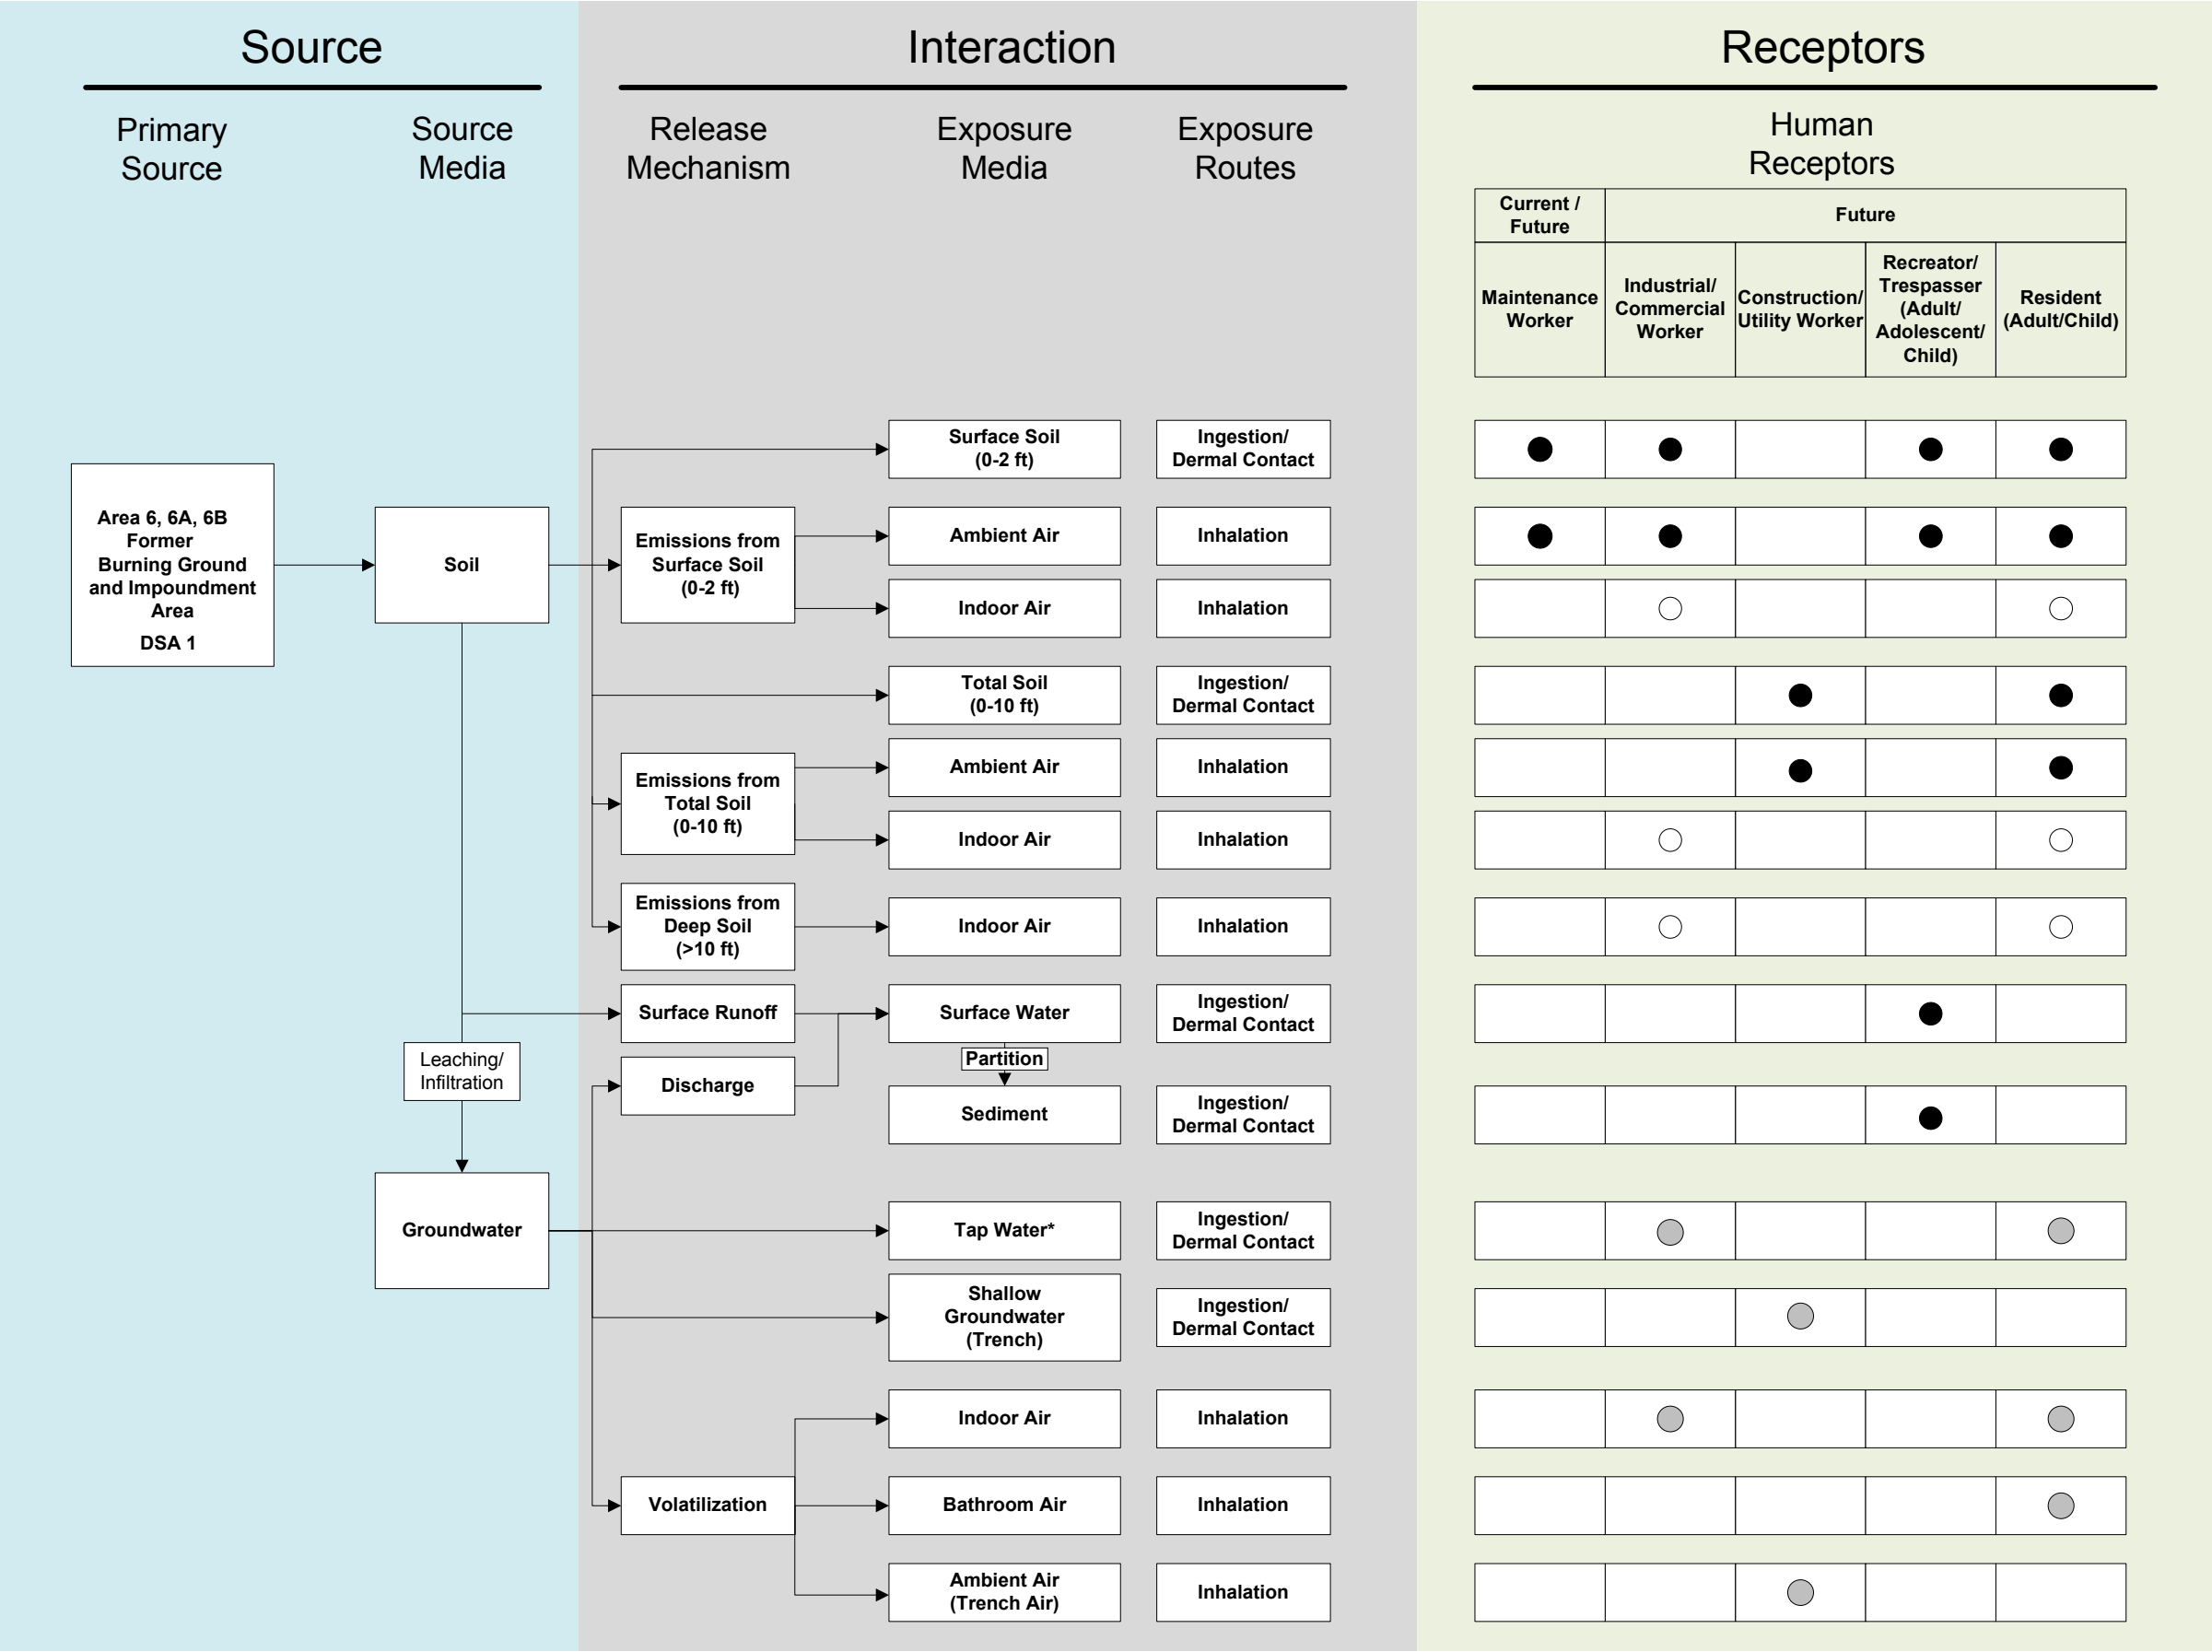 Source
Interaction
Receptors
Primary
Source
Source
Media
Release
Mechanism
Exposure
Media
Exposure
Routes
Human
Receptors
Current /
Future
Future
Maintenance
Worker
Industrial/
Commercial
Worker
Construction/
Utility Worker
Recreator/
Trespasser
(Adult/
Adolescent/
Child)
Resident
(Adult/Child)
Surface Soil
(0-2 ft)
Ingestion/
Dermal Contact
Area 6, 6A, 6B
Former
Burning Ground
and Impoundment
Area
DSA 1
Soil
Emissions from
Surface Soil
(0-2 ft)
Ambient Air
Inhalation
Indoor Air
Inhalation
Total Soil
(0-10 ft)
Ingestion/
Dermal Contact
Emissions from
Total Soil
(0-10 ft)
Ambient Air
Inhalation
Indoor Air
Inhalation
Emissions from
Deep Soil
(>10 ft)
Indoor Air
Inhalation
Surface Runoff
Surface Water
Ingestion/
Dermal Contact
Leaching/
Infiltration
Partition
Discharge
Sediment
Ingestion/
Dermal Contact
Groundwater
Tap Water*
Ingestion/
Dermal Contact
Shallow
Groundwater
(Trench)
Ingestion/
Dermal Contact
Indoor Air
Inhalation
Volatilization
Bathroom Air
Inhalation
Ambient Air
(Trench Air)
Inhalation